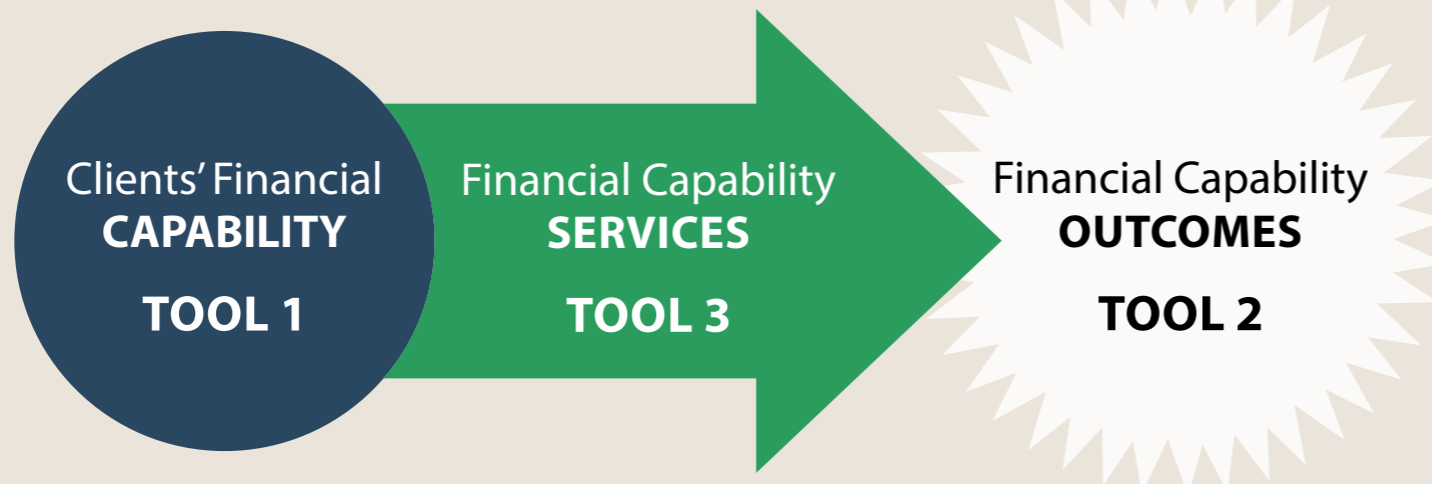 Clients’ Financial
CAPABILITY
TOOL 1
Financial Capability
SERVICES
TOOL 3
Financial Capability
OUTCOMES
TOOL 2